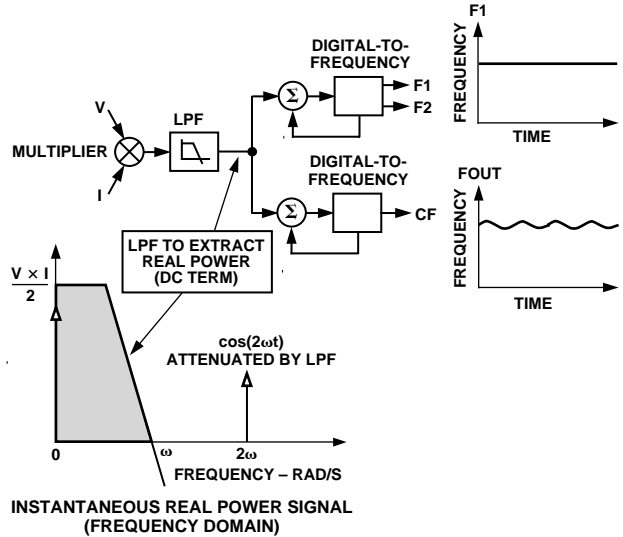 F1
DIGITAL-TO-
FREQUENCY
V
LPF
Σ
F1
F2
FREQUENCY
TIME
MULTIPLIER
I
DIGITAL-TO-
FREQUENCY
Σ
CF
FOUT
FREQUENCY
TIME
LPF TO EXTRACT
REAL POWER
(DC TERM)
V × I
2
cos(2ωt)
ATTENUATED BY LPF
0
ω
2ω
FREQUENCY – RAD/S
INSTANTANEOUS REAL POWER SIGNAL
(FREQUENCY DOMAIN)